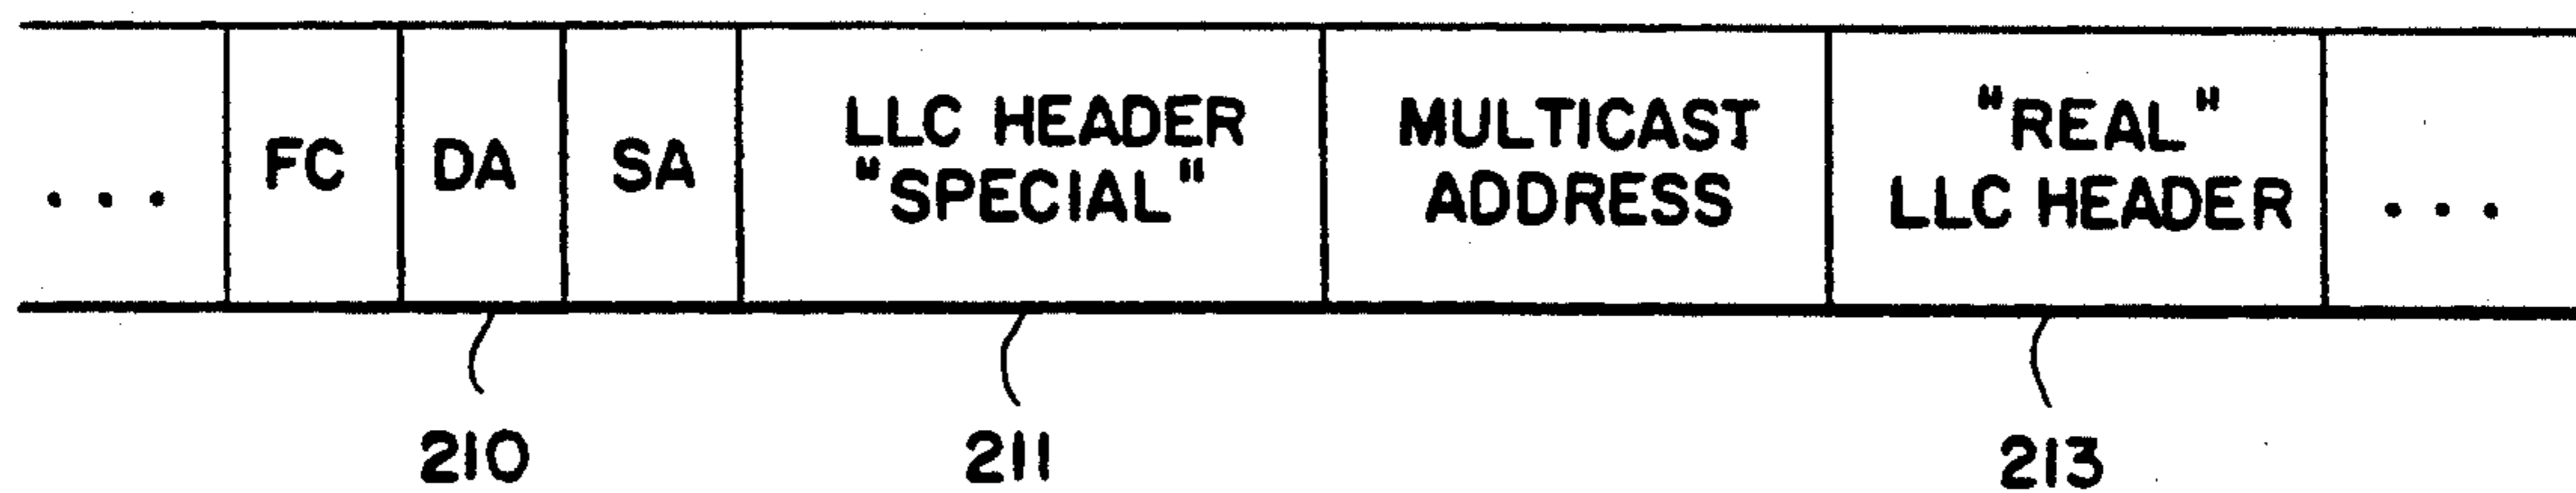 . . .
FC
DA
SA
LLC HEADER
"SPECIAL"
MULTICAST
ADDRESS
"REAL"
LLC HEADER
. . .
210
211
213